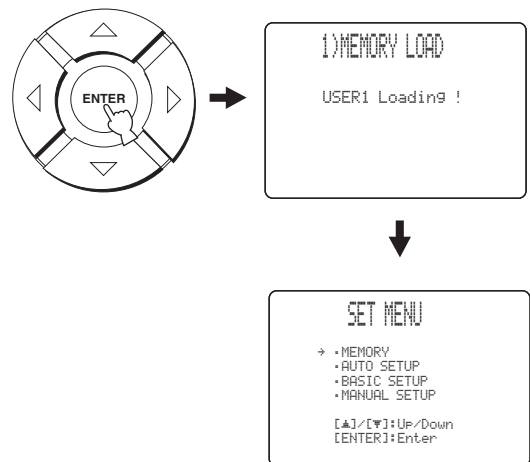 ENTER
1)MEMORY LOAD
USER1 Loading !
SET MENU
→ •MEMORY
•AUTO SETUP
•BASIC SETUP
•MANUAL SETUP
[▲]/[▼]:Up/Down
[ENTER]:Enter